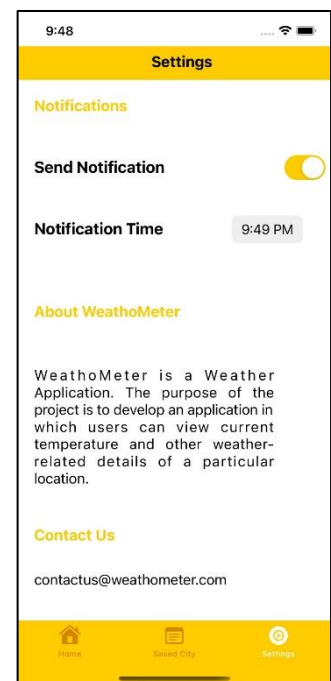 9:48
Settings
Notifications
Send Notification
Notification Time 9:49 PM
About WeathoMeter
WeathoMeter is a Weather
Application. The purpose of the
project is to develop an application in
which users can view current
temperature and other weather-
related details of a particular
location.
Contact Us
contactus@weathometer.com
Home Saved City Settings